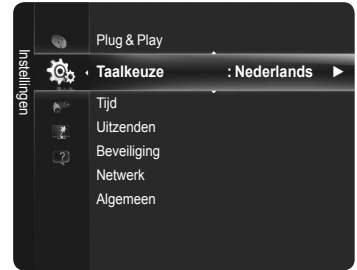 Instellingen
Plug & Play
Taalkeuze : Nederlands
Tijd
Uitzenden
Beveiliging
Netwerk
Algemeen